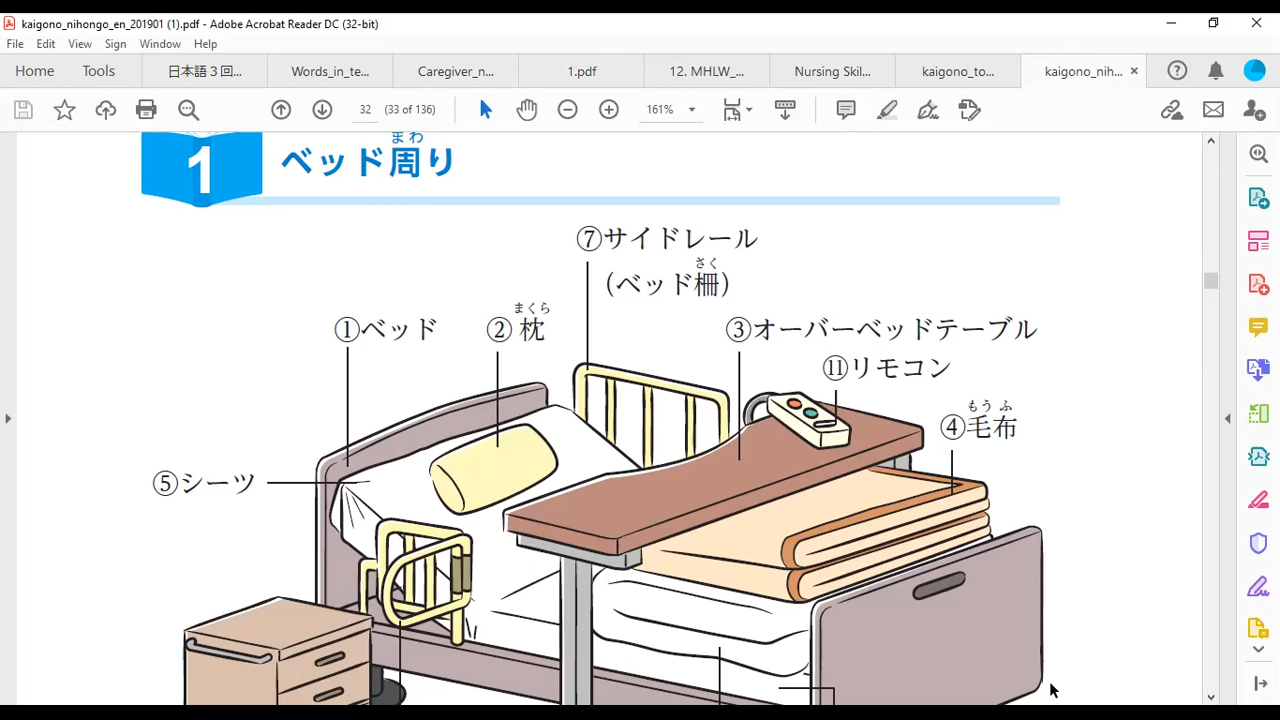 kaigono_nihongo_en_201901 (1).pdf - Adobe Acrobat Reader DC (32-bit)
File Edit View Sign Window Help
Home Tools 日本語３回... Words_in_te... Caregiver_n... 1.pdf 12. MHLW_... Nursing Skil... kaigono_to... kaigono_nih...
32 (33 of 136) 161%
まわ
1 ベッド周り
⑦サイドレール
さく
（ベッド柵）
まくら
①ベッド ②枕 ③オーバーベッドテーブル
⑪リモコン
もうふ
④毛布
⑤シーツ